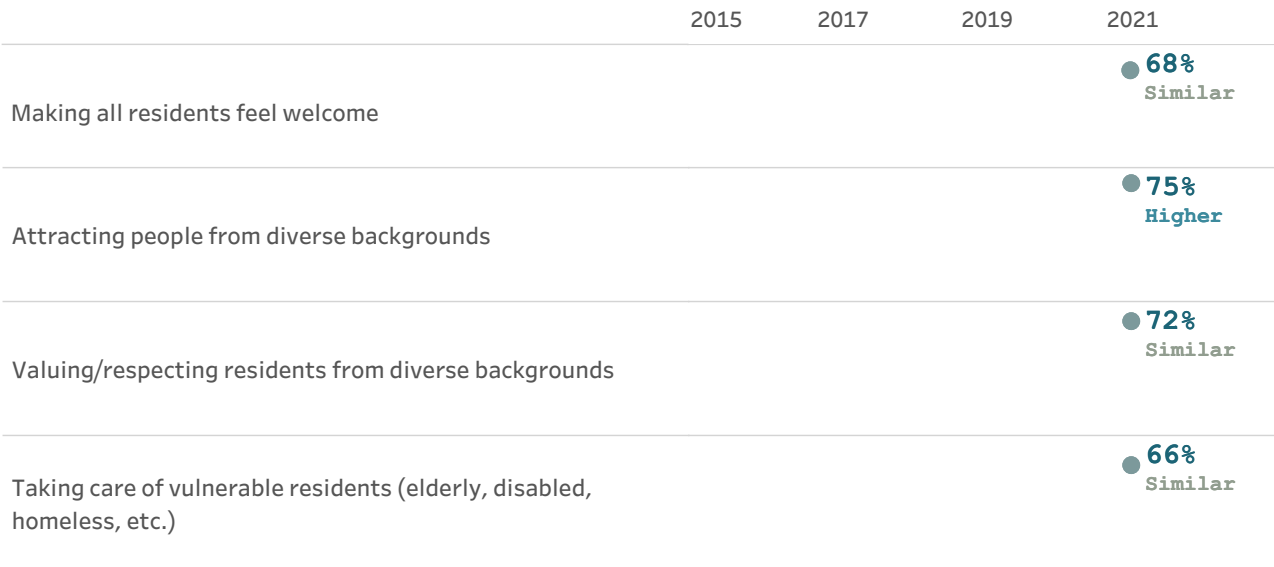 2015 2017 2019 2021
68%
Similar
Making all residents feel welcome
75%
Higher
Attracting people from diverse backgrounds
72%
Similar
Valuing/respecting residents from diverse backgrounds
66%
Similar
Taking care of vulnerable residents (elderly, disabled,
homeless, etc.)